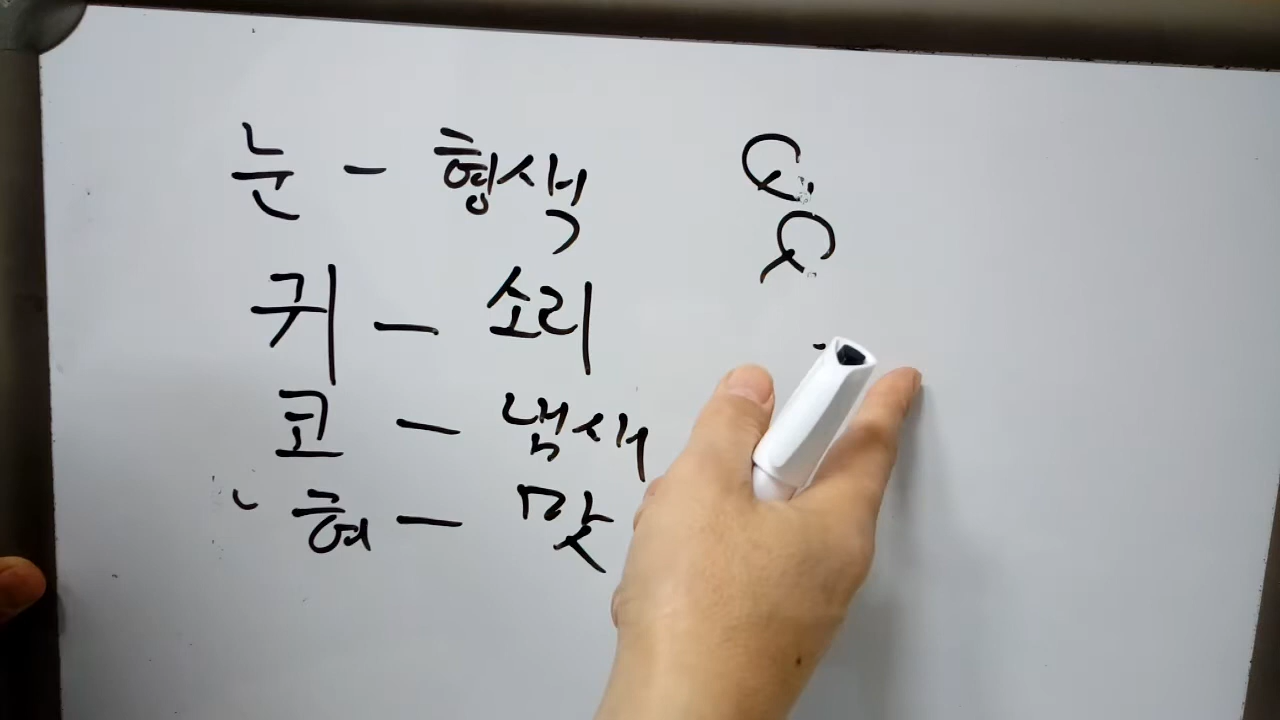 눈 - 형색
귀 - 소리
코 - 냄새
혀 - 맛